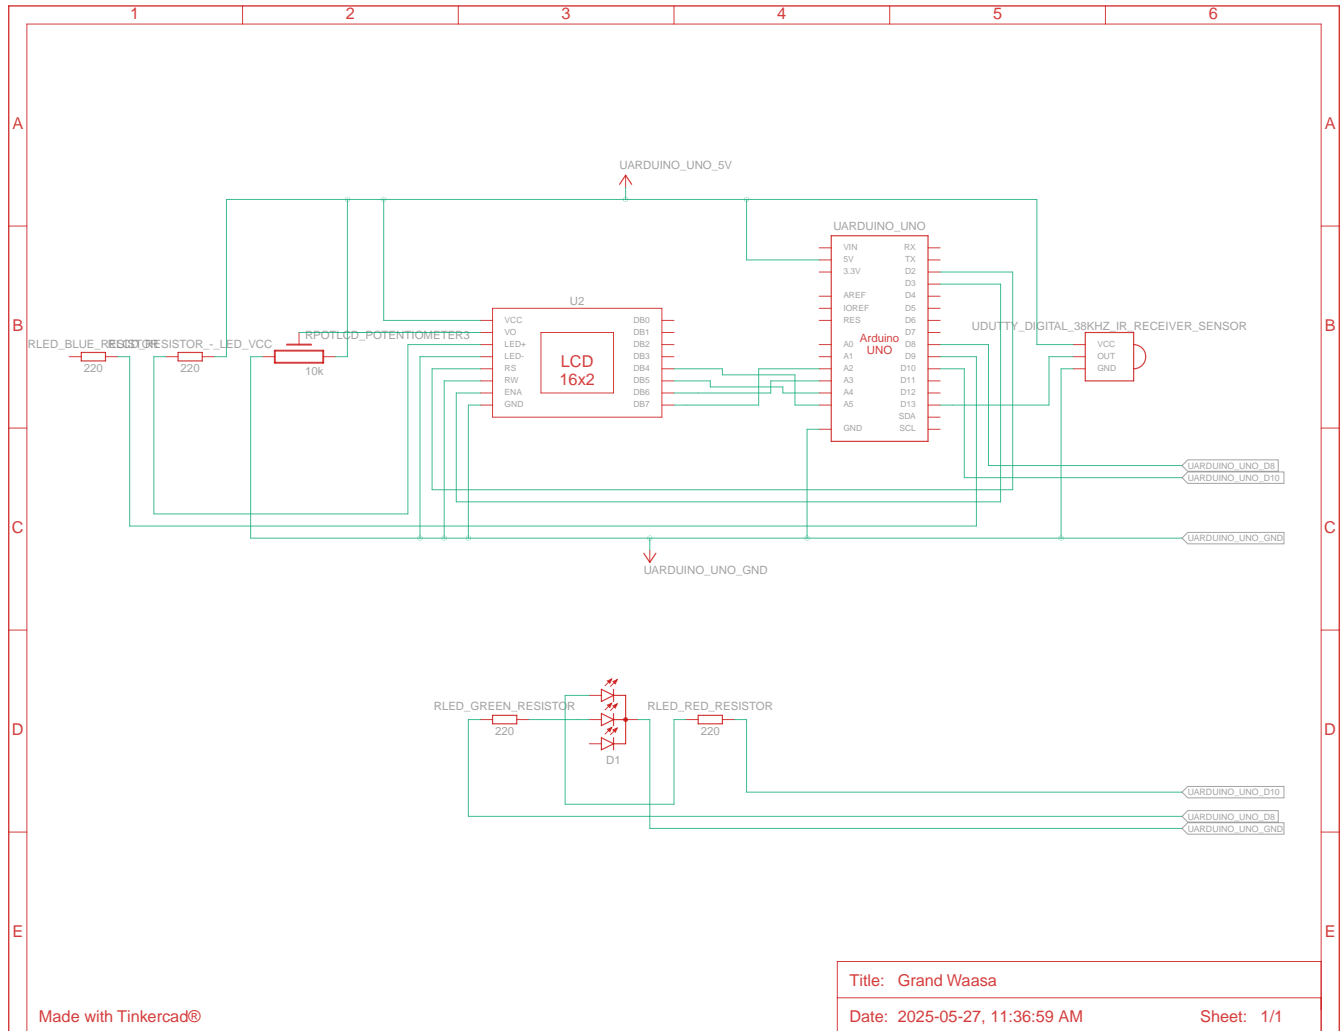 1 2 3 4 5 6
A A
UARDUINO_UNO_5V
UARDUINO_UNO
VIN RX
5V TX
3.3V D2
D3
AREF D4
IOREF D5
RES D6
D7
A0 D8
A1 D9
A2 D10
A3 D11
A4 D12
A5 D13
SDA
GND SCL
Arduino
UNO
B B
U2
VCC DB0
VO DB1
LED+ DB2
LED- DB3
RS DB4
RW DB5
ENA DB6
GND DB7
LCD
16x2
RPOTLCD_POTENTIOMETER3
10k
RLED_BLUE_RESISTOR
220
RESISTOR_-_LED_VCC
220
UDUTTY_DIGITAL_38KHZ_IR_RECEIVER_SENSOR
VCC
OUT
GND
UARDUINO_UNO_D8
UARDUINO_UNO_D10
C C
UARDUINO_UNO_GND
UARDUINO_UNO_GND
RLED_GREEN_RESISTOR
220
RLED_RED_RESISTOR
220
D1
D D
UARDUINO_UNO_D10
UARDUINO_UNO_D8
UARDUINO_UNO_GND
E E
Title: Grand Waasa
Made with Tinkercad®
Date: 2025-05-27, 11:36:59 AM Sheet: 1/1